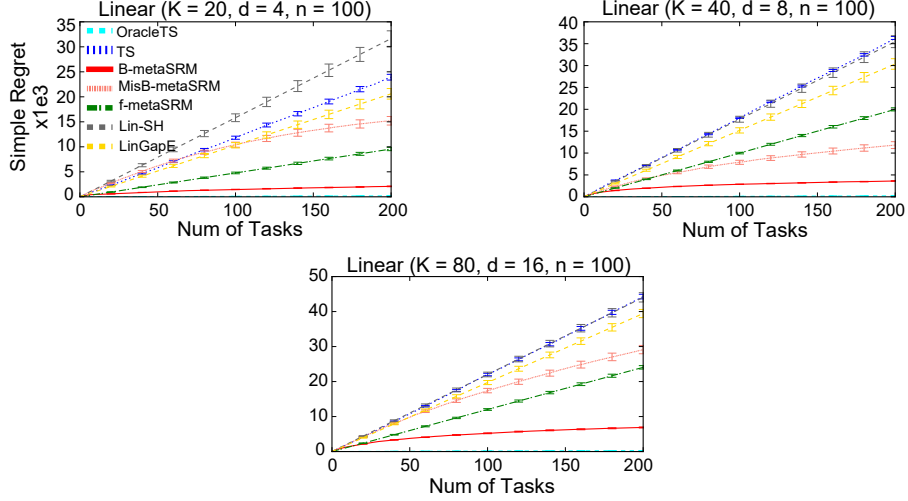 Linear (K = 20, d = 4, n = 100)
Simple Regret
x1e3
35
30
25
20
15
10
5
0
OracleTS
TS
B-metaSRM
MisB-metaSRM
f-metaSRM
Lin-SH
LinGapE
0 50 100 150 200
Num of Tasks
Linear (K = 40, d = 8, n = 100)
40
35
30
25
20
15
10
5
0
0 50 100 150 200
Num of Tasks
Linear (K = 80, d = 16, n = 100)
50
40
30
20
10
0
0 50 100 150 200
Num of Tasks